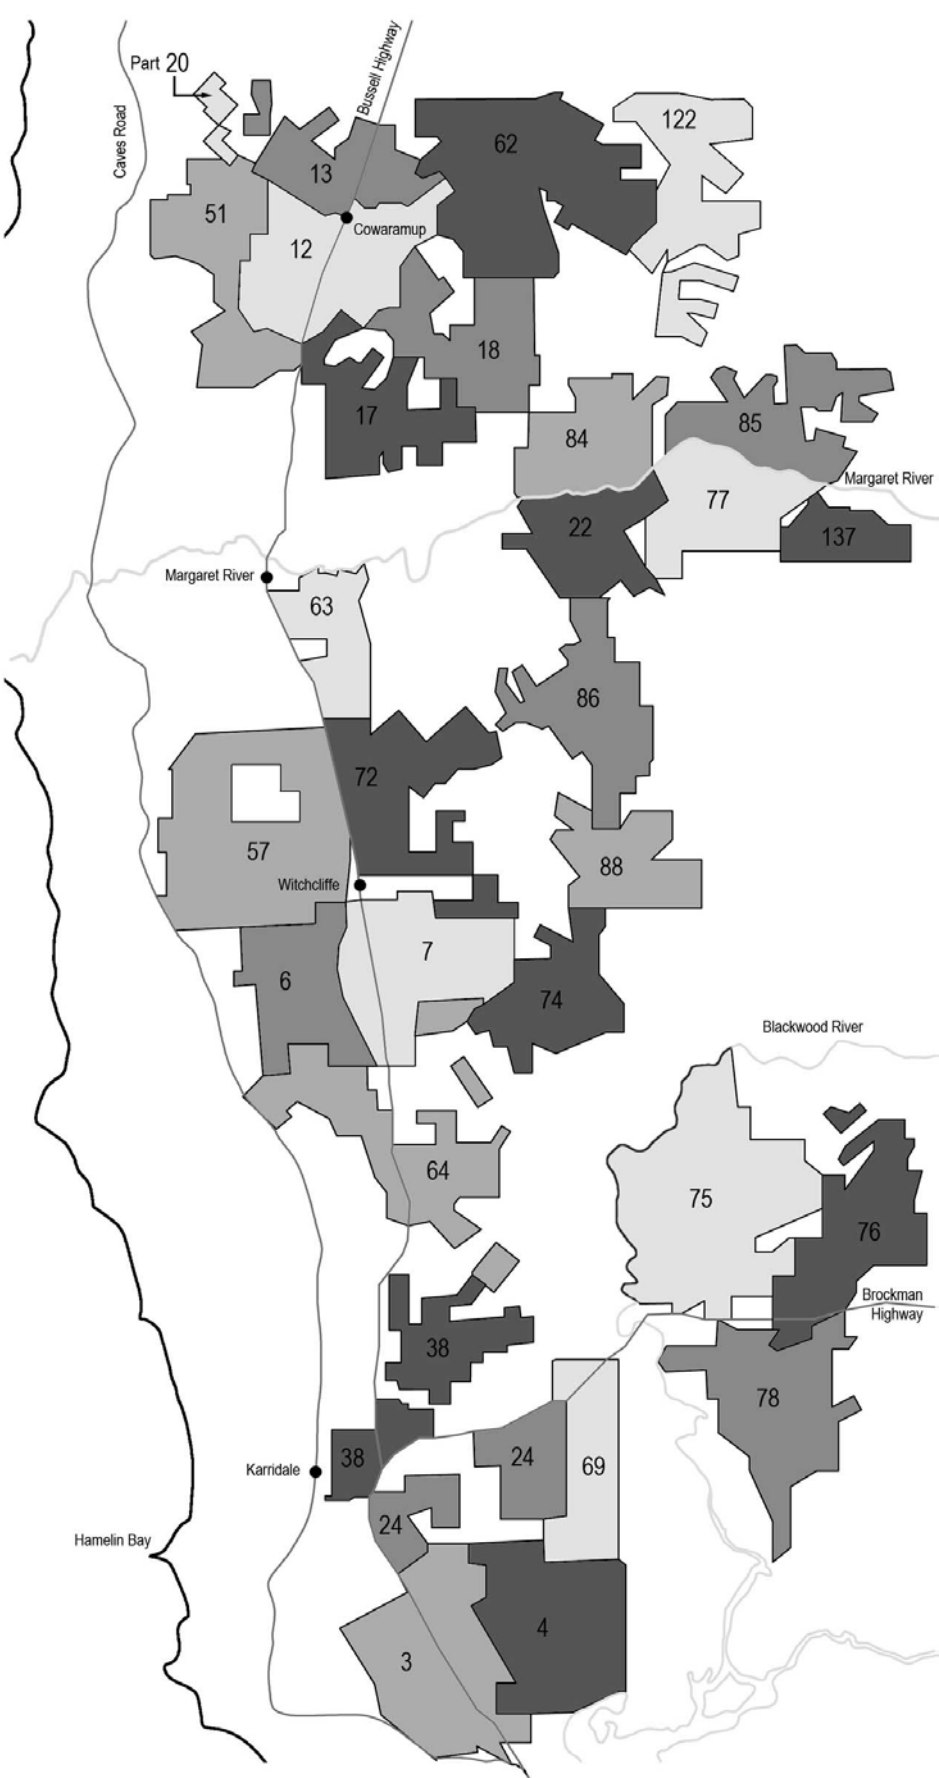 Part 20
Caves Road
Bussell Highway
13
62
122
51
12
Cowaramup
18
17
84
85
Margaret River
77
22
137
Margaret River
63
86
72
57
88
Witchcliffe
7
6
74
Blackwood River
64
75
76
Brockman
Highway
38
78
38
24
69
Karridale
24
Hamelin Bay
4
3